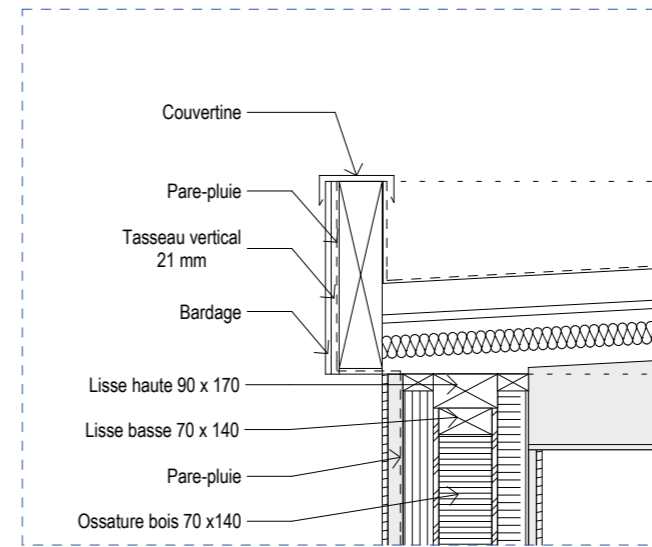 Couvertine
Pare-pluie
Tasseau vertical
21 mm
Bardage
Lisse haute 90 x 170
Lisse basse 70 x 140
Pare-pluie
Ossature bois 70 x140